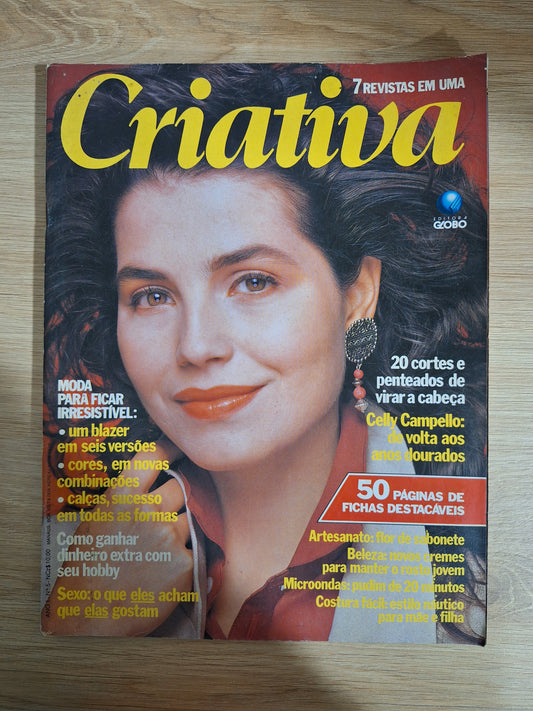 7 REVISTAS EM UMA
Criativa
EDITORA
GLOBO
20 cortes e
penteados de
virar a cabeça
Celly Campello:
de volta aos
anos dourados
MODA
PARA FICAR
IRRESISTÍVEL:
• um blazer
em seis versões
• cores, em novas
combinações
• calças, sucesso
em todas as formas
Como ganhar
dinheiro extra com
seu hobby
Sexo: o que eles acham
que elas gostam
50 PÁGINAS DE
FICHAS DESTACÁVEIS
Artesanato: flor de sabonete
Beleza: novos cremes
para manter o rosto jovem
Microondas: pudim de 20 minutos
Costura fácil: estilo náutico
para mãe e filha